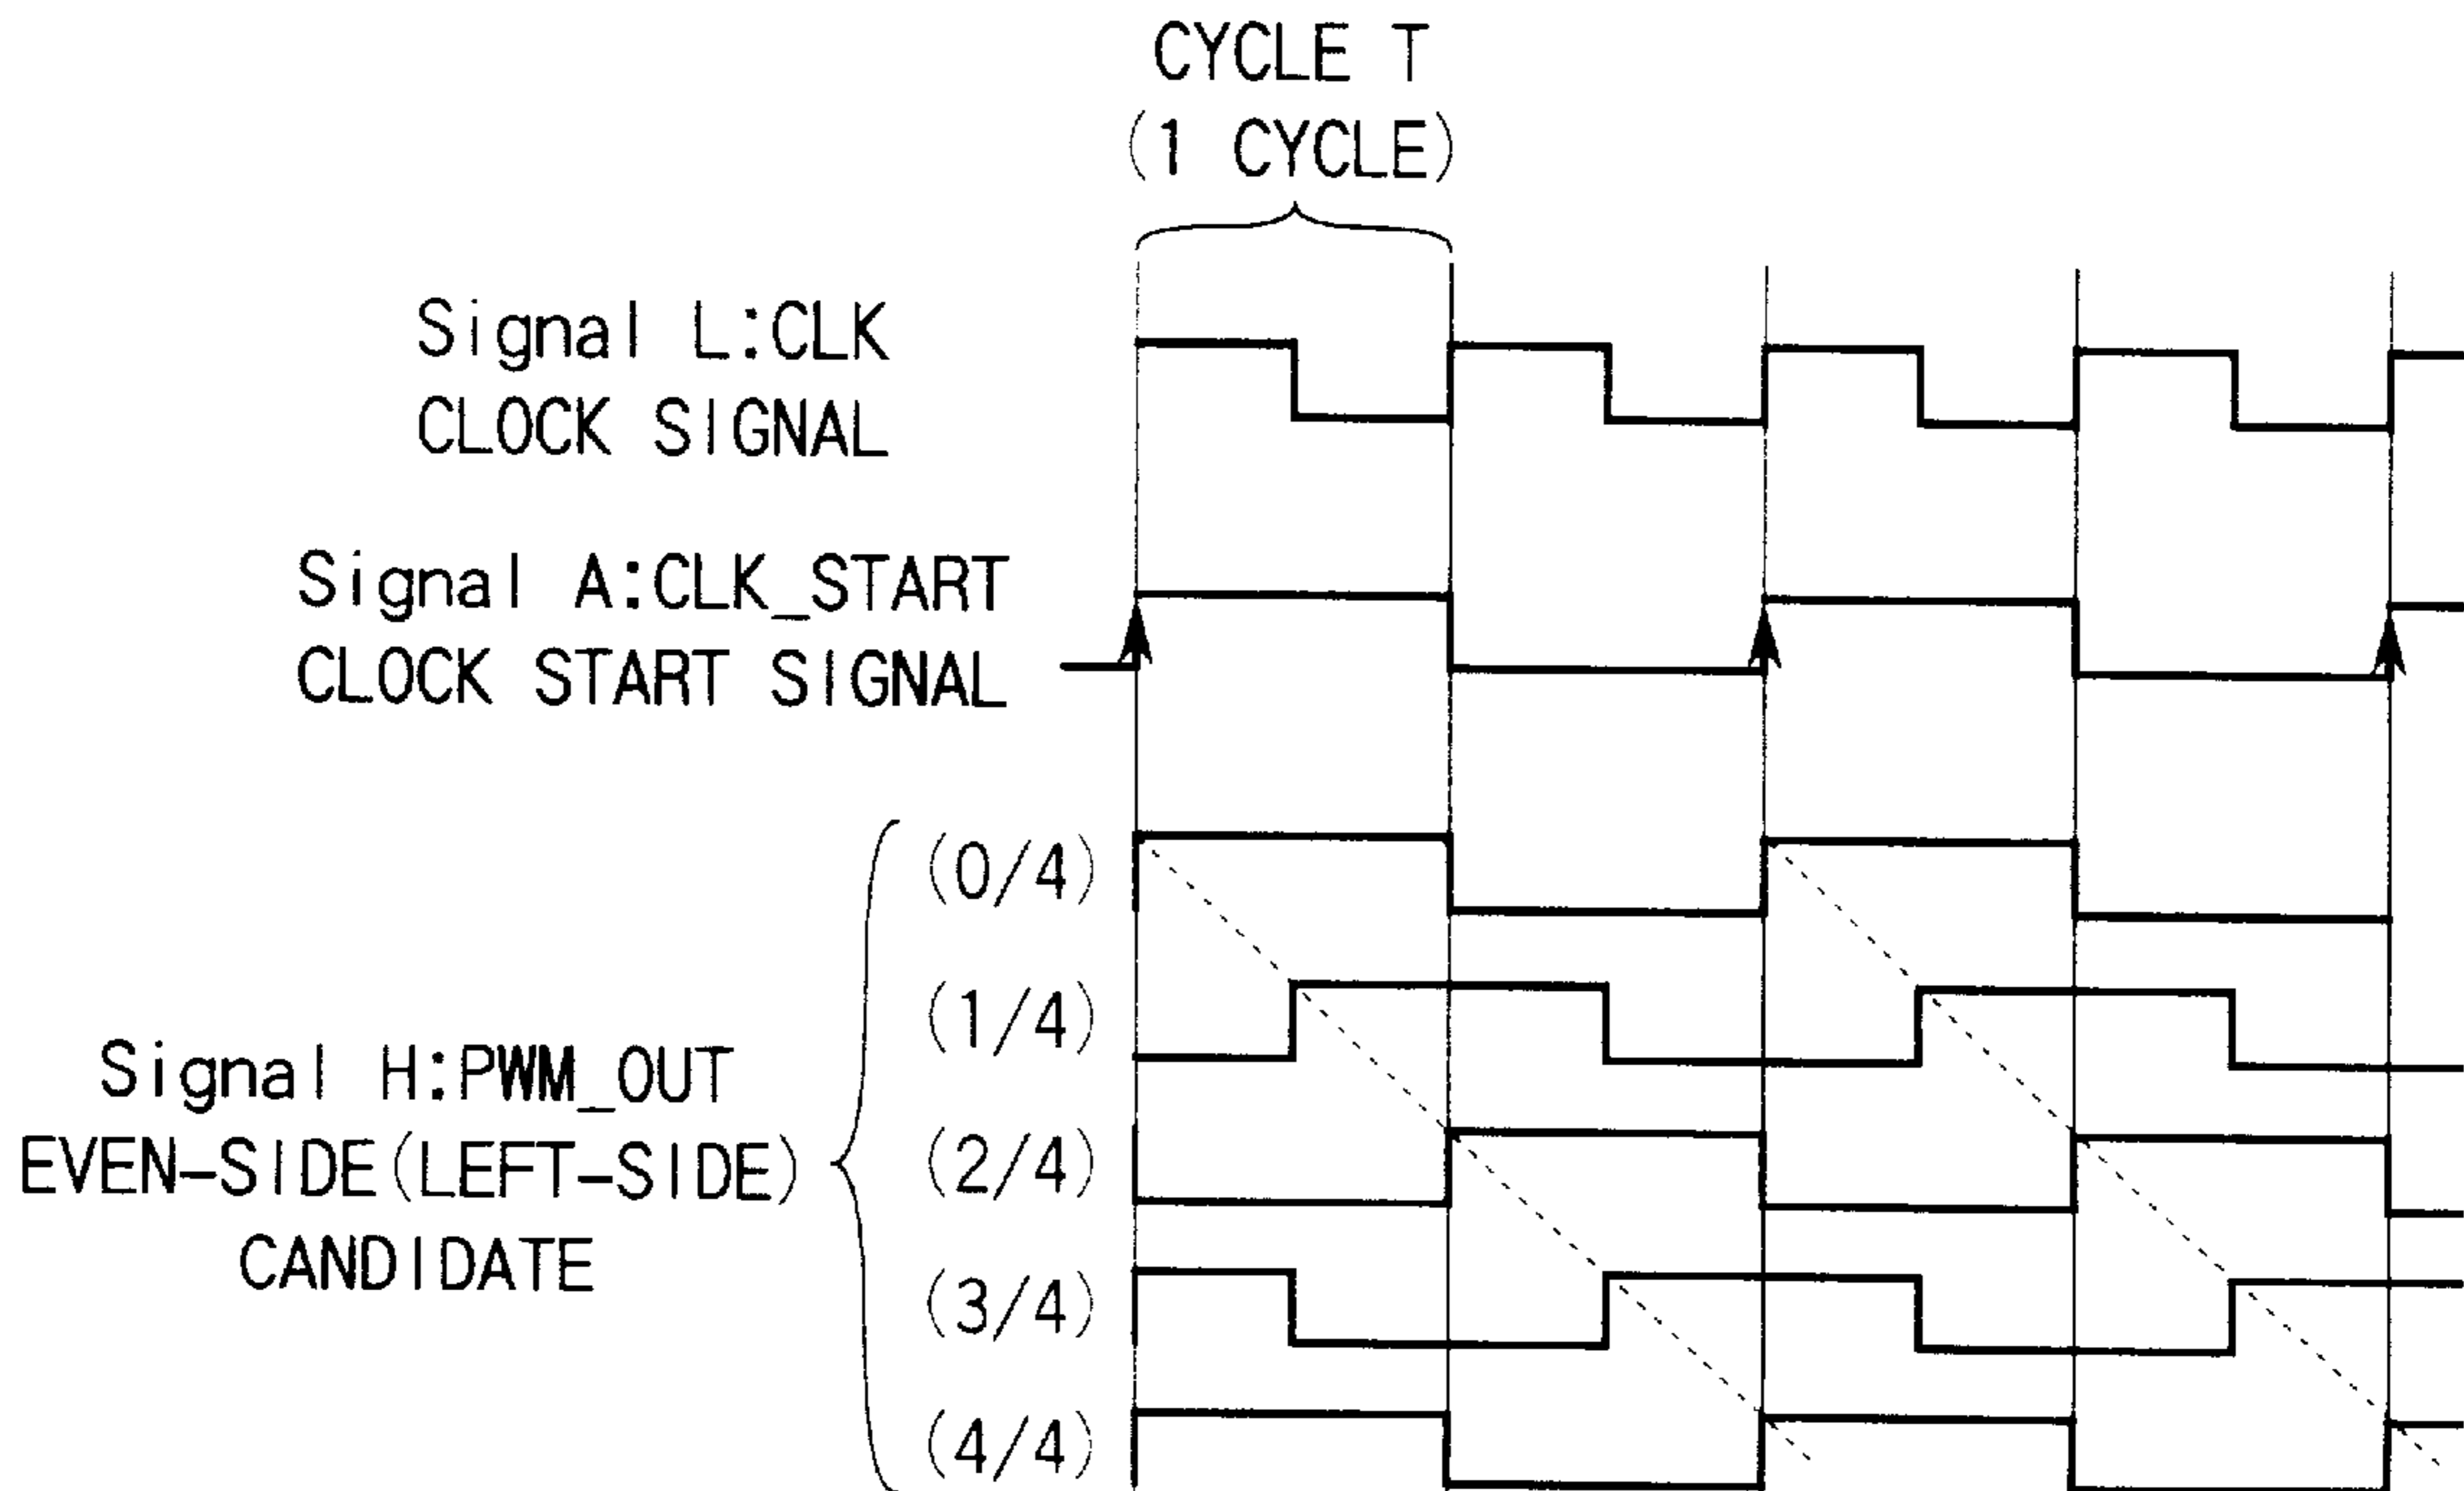 CYCLE T
(1 CYCLE)
Signal L:CLK
CLOCK SIGNAL
Signal A:CLK_START
CLOCK START SIGNAL
(0/4)
(1/4)
Signal H:PWM_OUT
EVEN-SIDE(LEFT-SIDE)
CANDIDATE
(2/4)
(3/4)
(4/4)